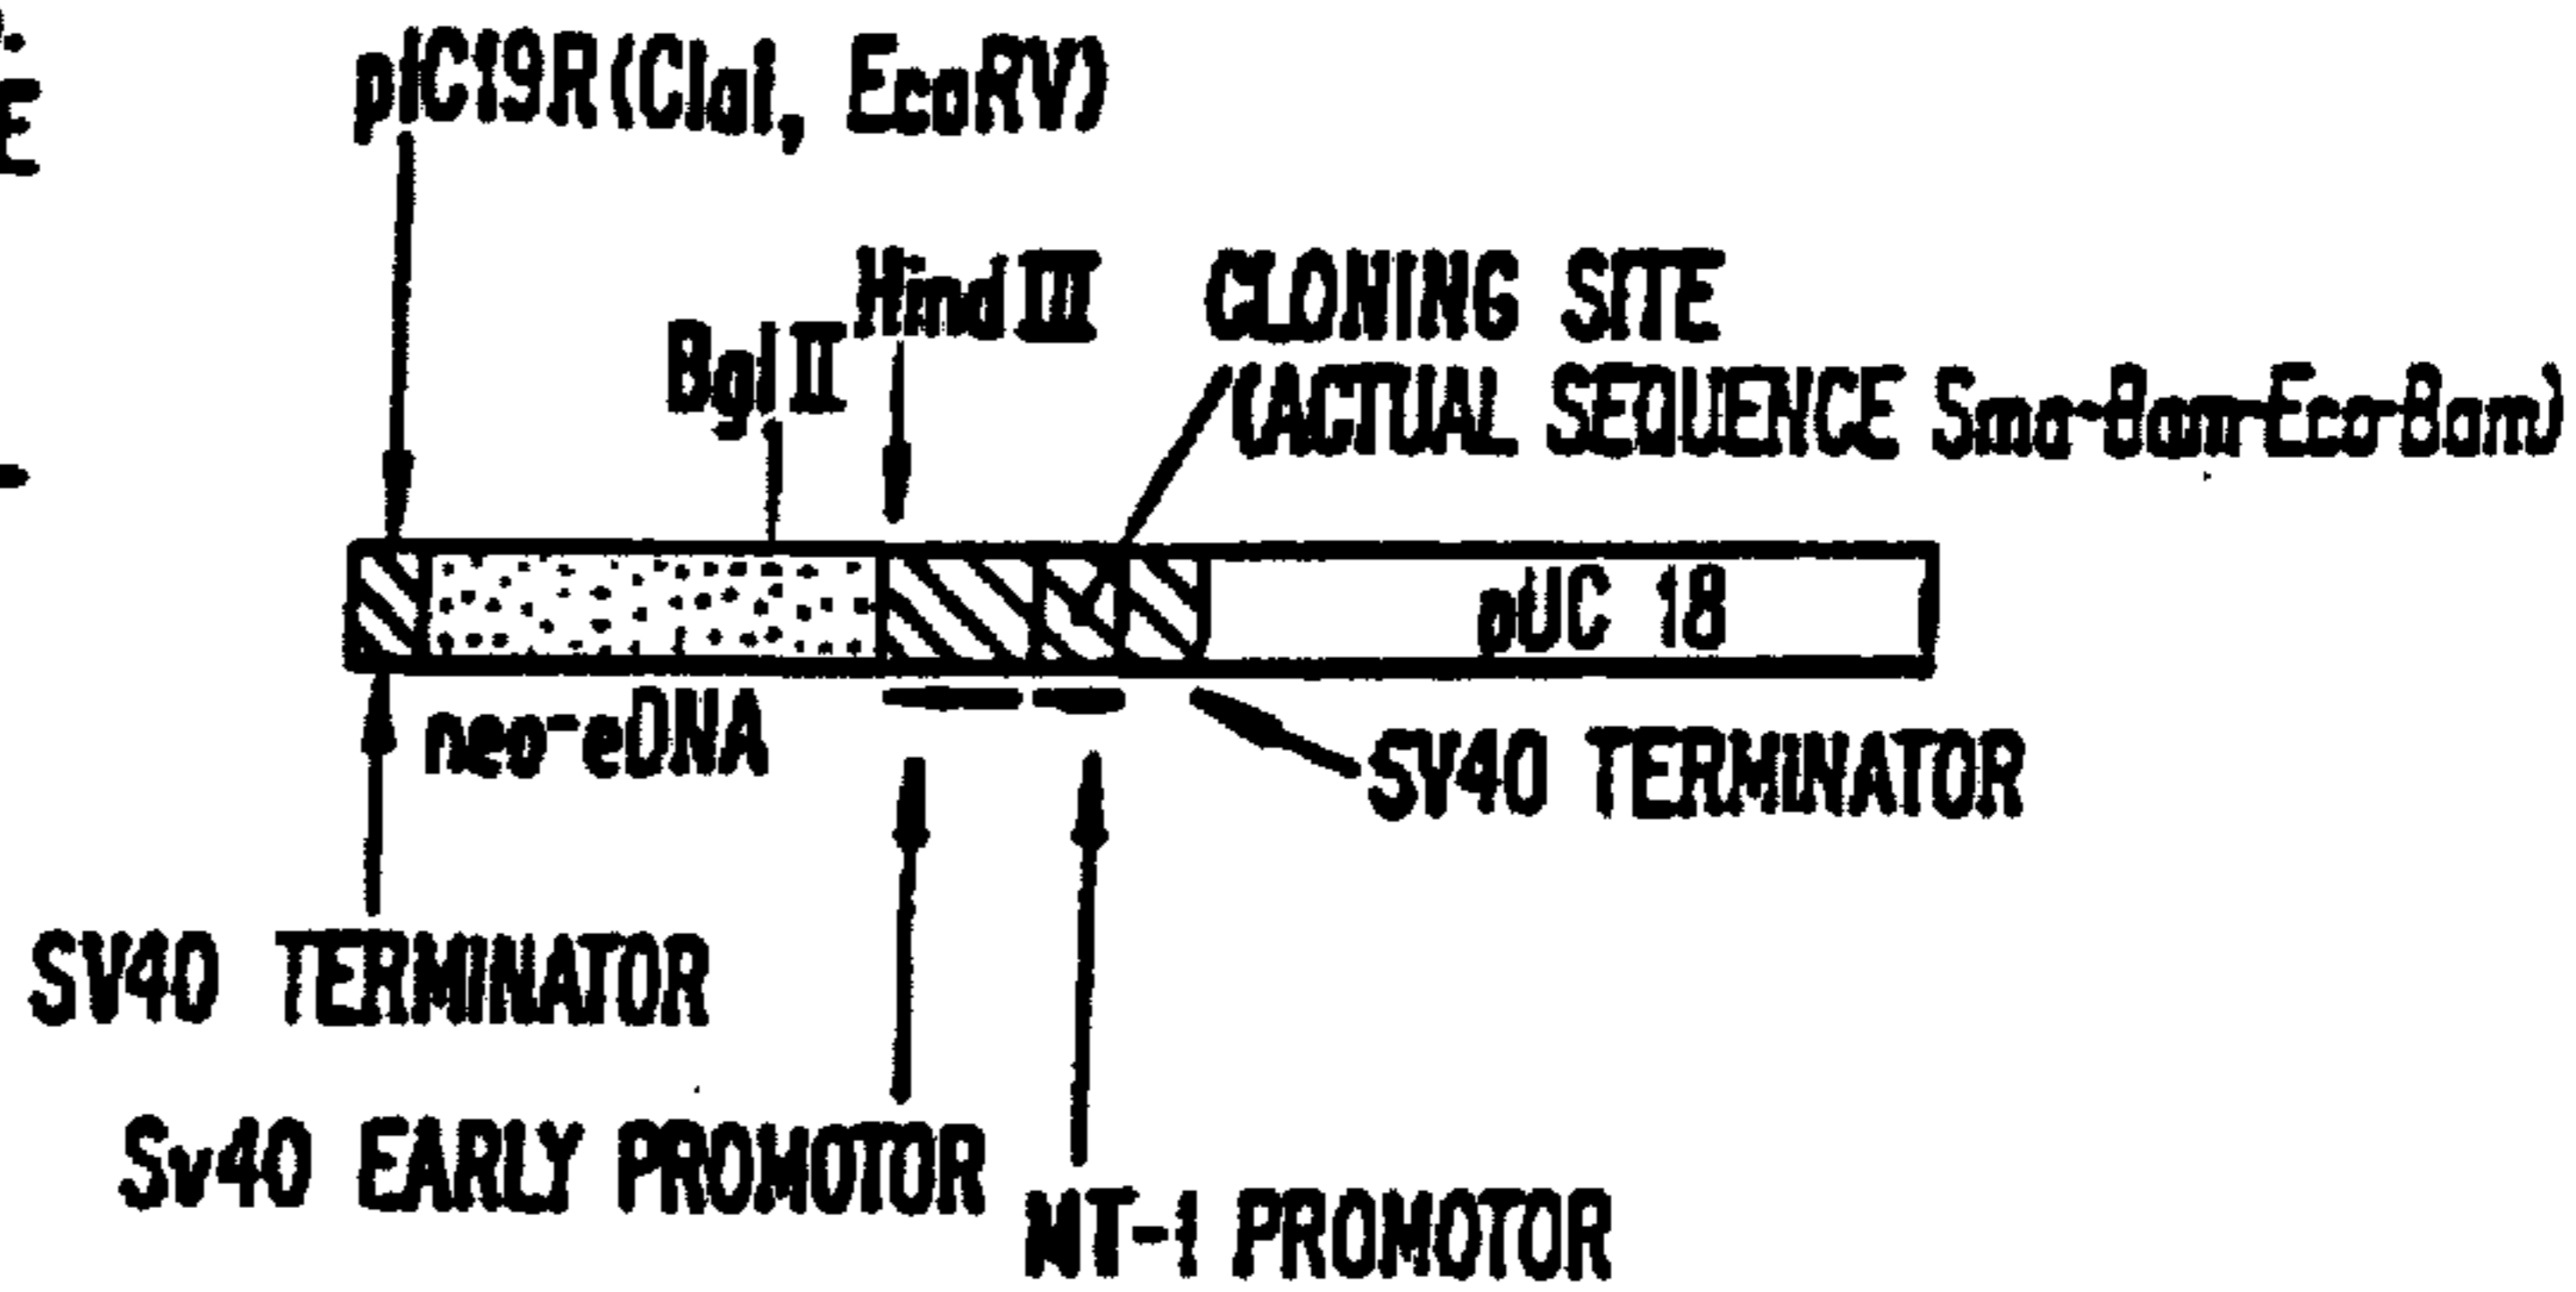 pIC19R(ClaI, EcoRV)
HindIII
CLONING SITE
BglII
(ACTUAL SEQUENCE Sma-Bam-Eco-Bam)
pUC 18
neo-eDNA
SV40 TERMINATOR
SV40 TERMINATOR
Sv40 EARLY PROMOTOR
MT-1 PROMOTOR